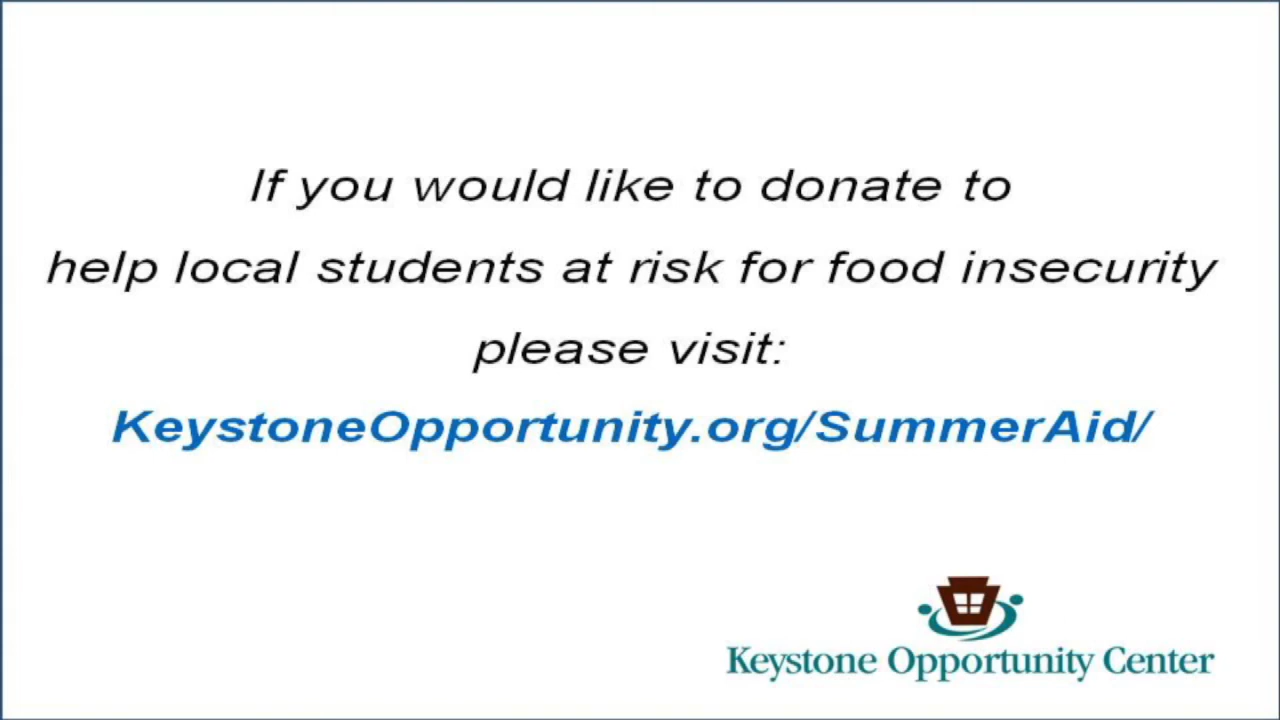 If you would like to donate to
help local students at risk for food insecurity
please visit:
KeystoneOpportunity.org/SummerAid/
Keystone Opportunity Center